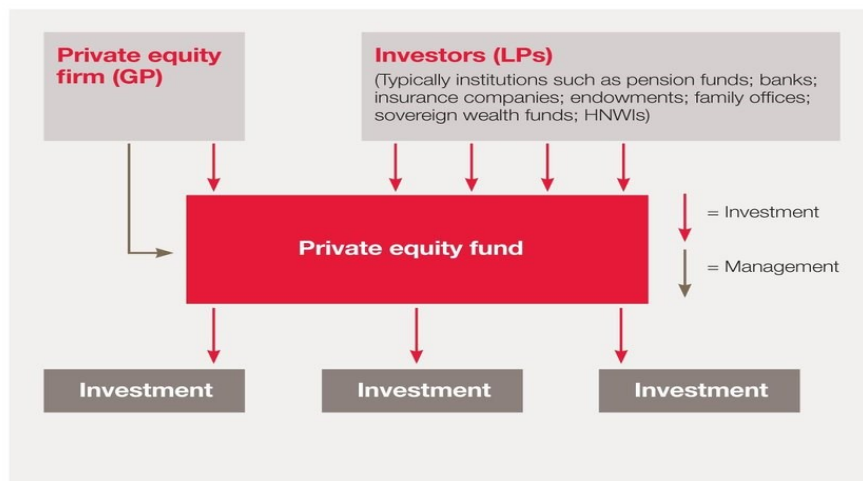 Private equity
firm (GP)
Investors (LPs)
(Typically institutions such as pension funds; banks;
insurance companies; endowments; family offices;
sovereign wealth funds; HNWIs)
Private equity fund
= Investment
= Management
Investment
Investment
Investment